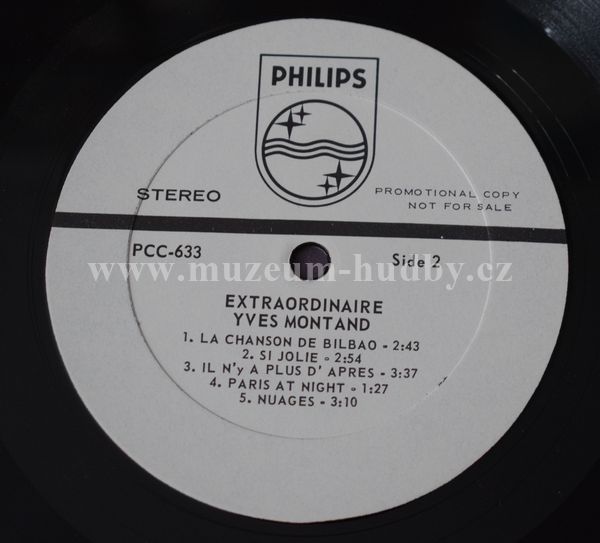 PHILIPS
STEREO
PROMOTIONAL COPY
NOT FOR SALE
PCC-633
Side 2
www.muzeum-hudby.cz
EXTRAORDINAIRE
YVES MONTAND
1. LA CHANSON DE BILBAO - 2:43
2. SI JOLIE - 2:54
3. IL N'y A PLUS D' APRES - 3:37
4. PARIS AT NIGHT - 1:27
5. NUAGES - 3:10